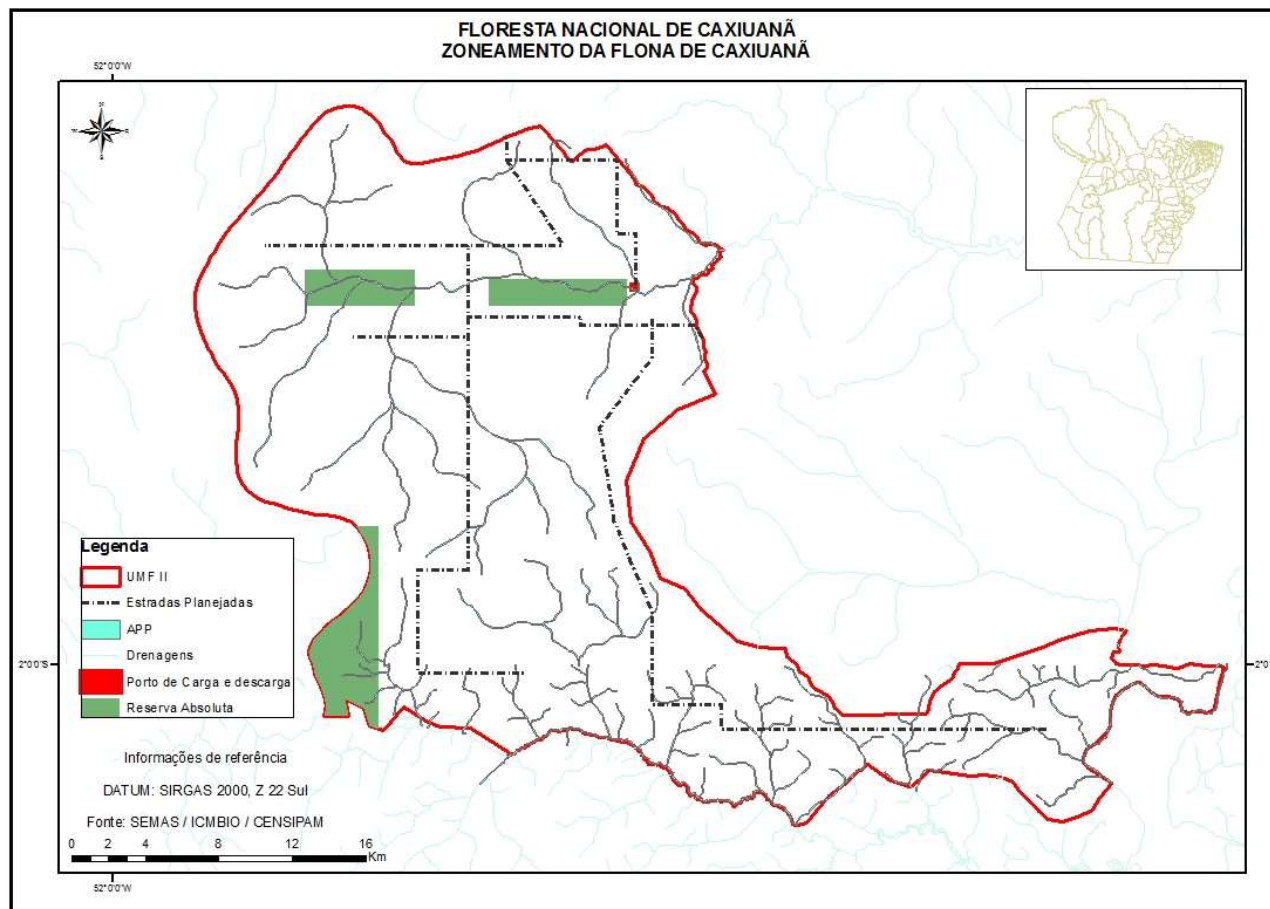 FLORESTA NACIONAL DE CAXIUANÃ
ZONEAMENTO DA FLONA DE CAXIUANÃ
52°0'0"W
N
W
E
S
2°0'0"S
2°0'
Legenda
UMF II
Estradas Planejadas
APP
Drenagens
Porto de Carga e descarga
Reserva Absoluta
Informações de referência
DATUM: SIRGAS 2000, Z 22 Sul
Fonte: SEMAS / ICMBIO / CENSIPAM
0 2 4 8 12 16
Km
52°0'0"W